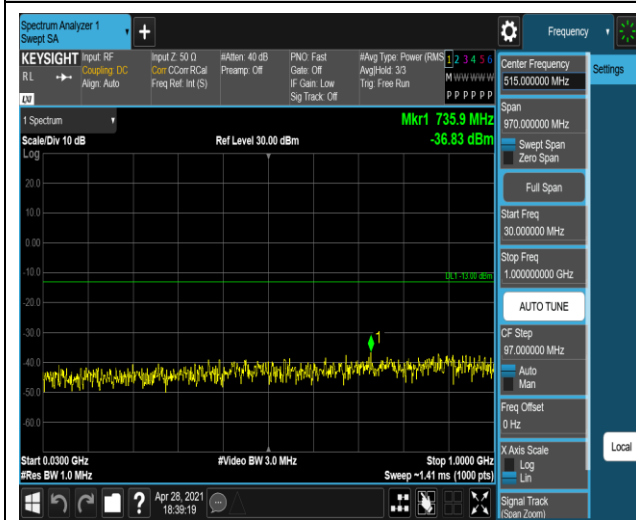 Spectrum Analyzer 1
Swept SA
+
Frequency
KEYSIGHT
Input: RF
Input Z: 50 Ω
#Atten: 40 dB
PNO: Fast
#Avg Type: Power (RMS
1 2 3 4 5 6
RL
Coupling: DC
Corr CCorr RCal
Preamp: Off
Gate: Off
Avg|Hold: 3/3
M W W W W W
Align: Auto
Freq Ref: Int (S)
IF Gain: Low
Trig: Free Run
Sig Track: Off
P P P P P P
LXI
1 Spectrum
Mkr1 735.9 MHz
Scale/Div 10 dB
Ref Level 30.00 dBm
-36.83 dBm
Log
20.0
10.0
0.00
-10.0
DL1 -13.00 dBm
-20.0
-30.0
1
-40.0
-50.0
-60.0
Start 0.0300 GHz
#Video BW 3.0 MHz
Stop 1.0000 GHz
#Res BW 1.0 MHz
Sweep ~1.41 ms (1000 pts)
?
Apr 28, 2021
18:39:19
Center Frequency
515.000000 MHz
Settings
Span
970.000000 MHz
Swept Span
Zero Span
Full Span
Start Freq
30.000000 MHz
Stop Freq
1.000000000 GHz
AUTO TUNE
CF Step
97.000000 MHz
Auto
Man
Freq Offset
0 Hz
X Axis Scale
Log
Lin
Local
Signal Track
(Span Zoom)